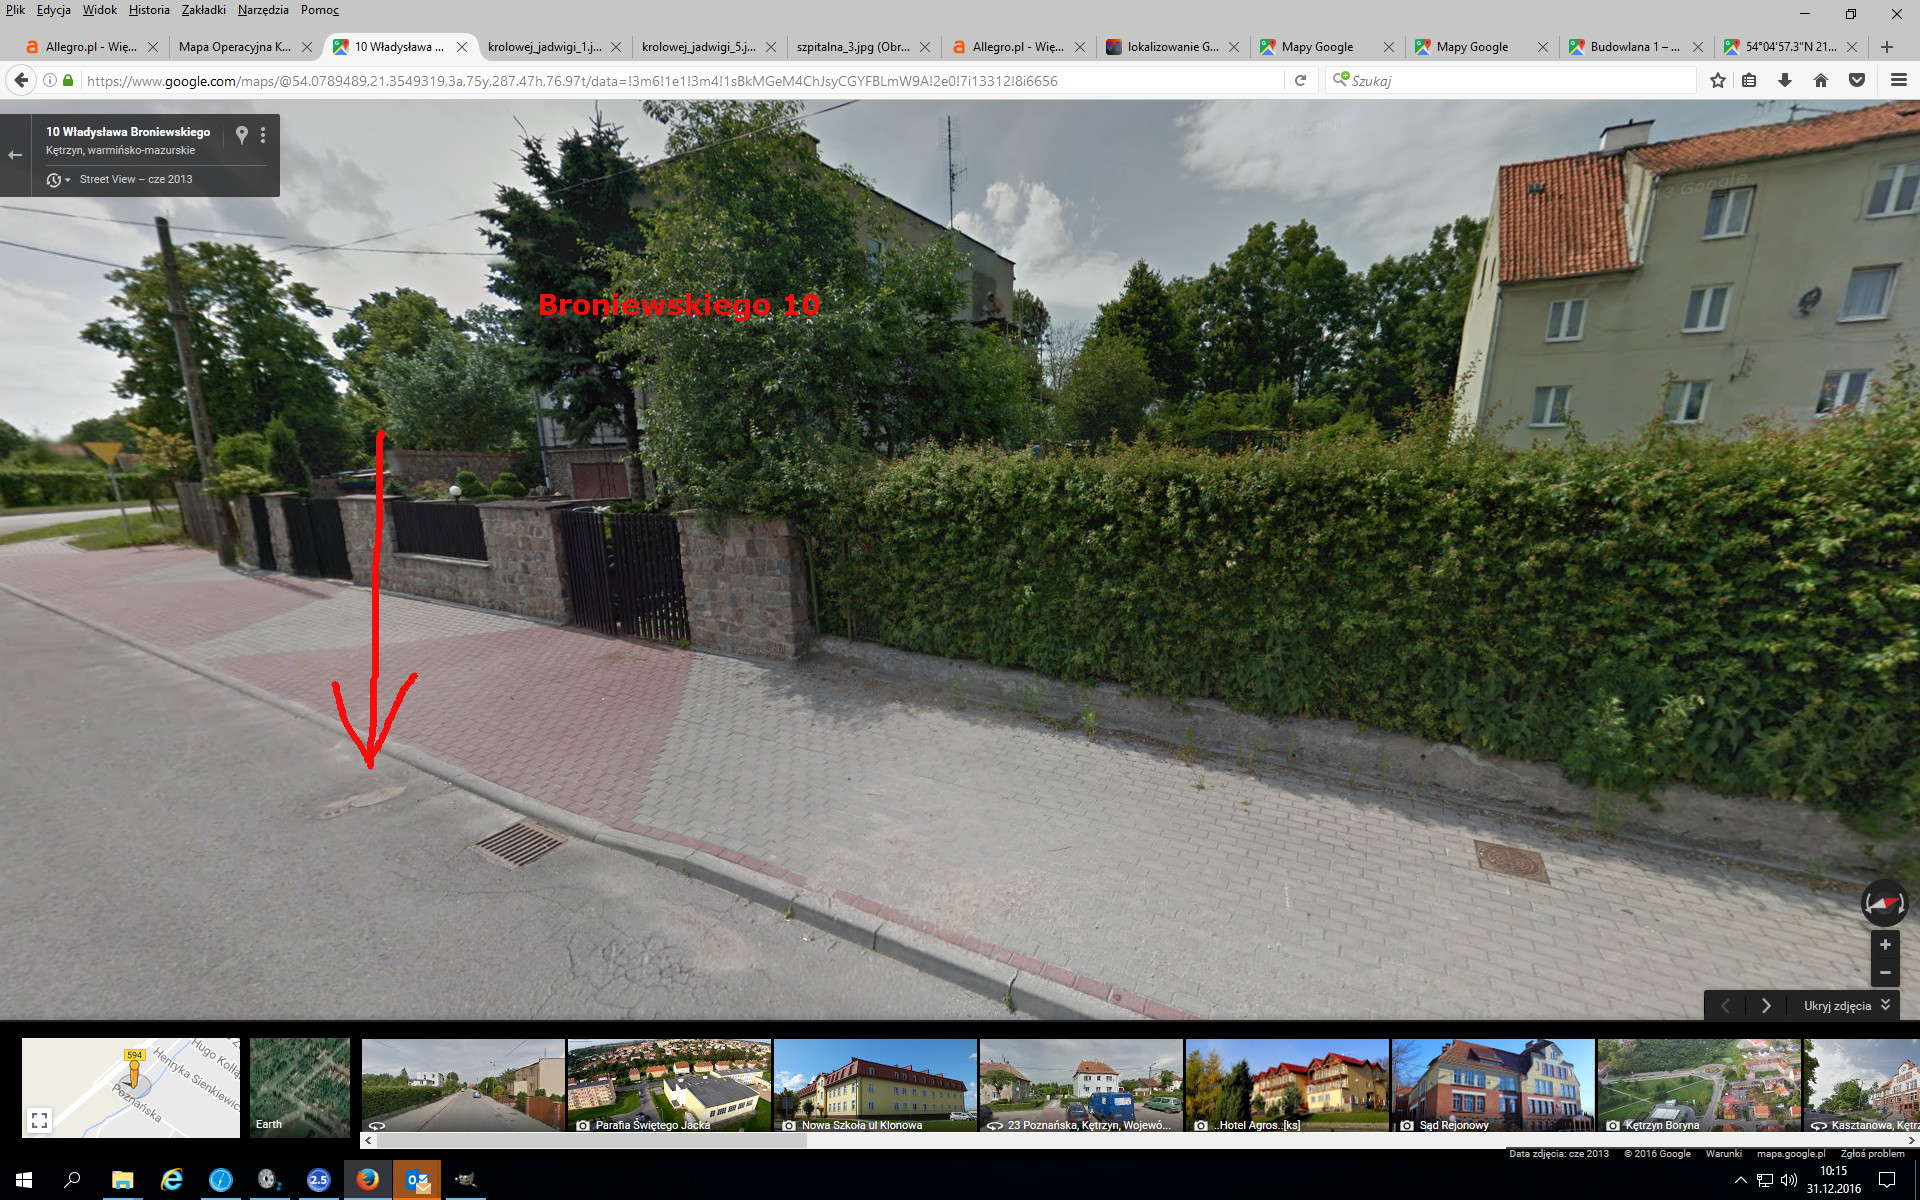 Plik Edycja Widok Historia Zakładki Narzędzia Pomoc
Allegro.pl - Wię... Mapa Operacyjna K... 10 Władysława ... krolowej_jadwigi_1.j... krolowej_jadwigi_5.j... szpitalna_3.jpg (Obr... Allegro.pl - Wię... lokalizowanie G... Mapy Google Mapy Google Budowlana 1 – ... 54°04'57.3"N 21...
https://www.google.com/maps/@54.0789489,21.3549319,3a,75y,287.47h,76.97t/data=!3m6!1e1!3m4!1sBkMGeM4ChJsyCGYFBLmW9A!2e0!7i13312!8i6656
Szukaj
10 Władysława Broniewskiego
Kętrzyn, warmińsko-mazurskie
Street View – cze 2013
Broniewskiego 10
Ukryj zdjęcia
594
Hugo Kołłą
Henryka Sienkiewic
Poznańska
Earth
Parafia Świętego Jacka
Nowa Szkoła ul Klonowa
23 Poznańska, Kętrzyn, Wojewó...
..Hotel Agros..[ks]
Sąd Rejonowy
Kętrzyn Boryna
Kasztanowa, Kętrz
Data zdjęcia: cze 2013 © 2016 Google Warunki maps.google.pl Zgłoś problem
2.5
10:15
31.12.2016